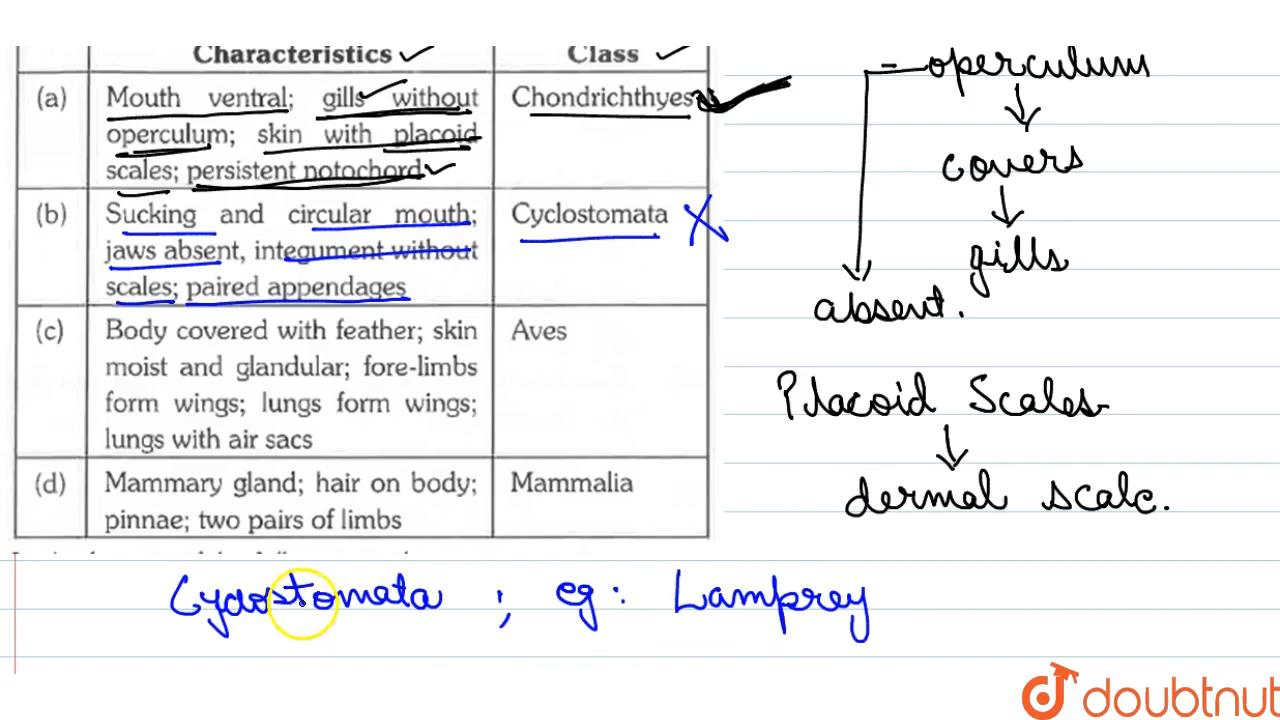 Characteristics Class
(a) Mouth ventral; gills without Chondrichthyes
operculum; skin with placoid
scales; persistent notochord
(b) Sucking and circular mouth; Cyclostomata
jaws absent, integument without
scales; paired appendages
(c) Body covered with feather; skin Aves
moist and glandular; fore-limbs
form wings; lungs form wings;
lungs with air sacs
(d) Mammary gland; hair on body; Mammalia
pinnae; two pairs of limbs
- operculum
covers
gills
absent.
Placoid Scales
dermal scale.
Cyclostomata ; eg: Lamprey
doubtnut